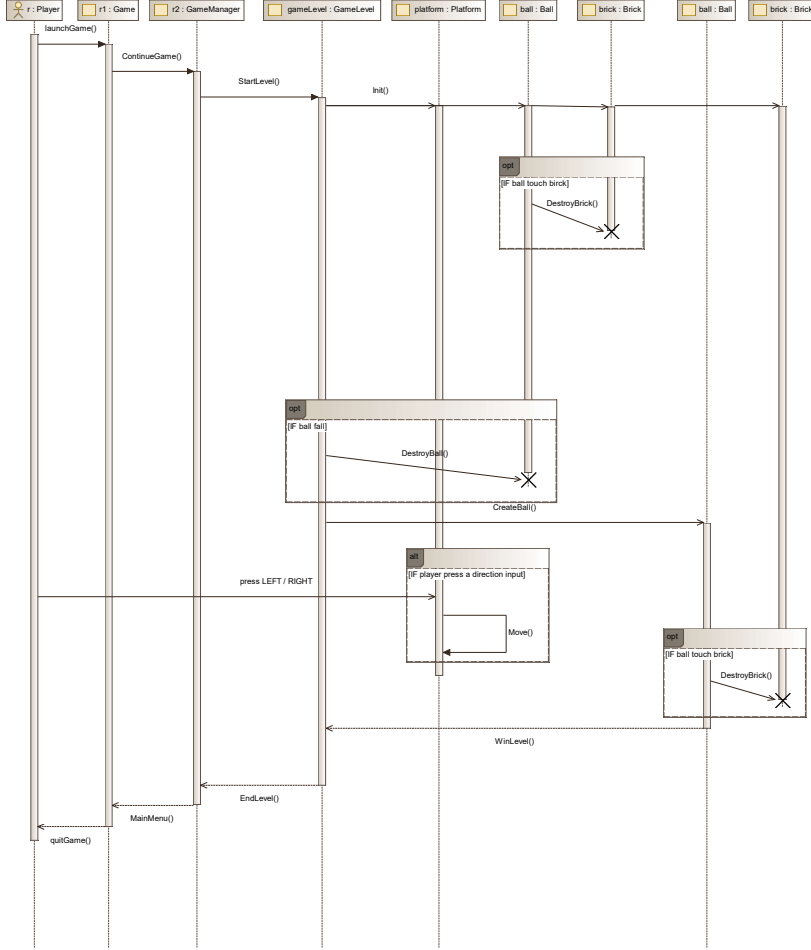 r : Player
r1 : Game
r2 : GameManager
gameLevel : GameLevel
platform : Platform
ball : Ball
brick : Brick
ball : Ball
brick : Brick
launchGame()
ContinueGame()
StartLevel()
Init()
opt
[IF ball touch birck]
DestroyBrick()
opt
[IF ball fall]
DestroyBall()
CreateBall()
alt
[IF player press a direction input]
press LEFT / RIGHT
Move()
opt
[IF ball touch brick]
DestroyBrick()
WinLevel()
EndLevel()
MainMenu()
quitGame()